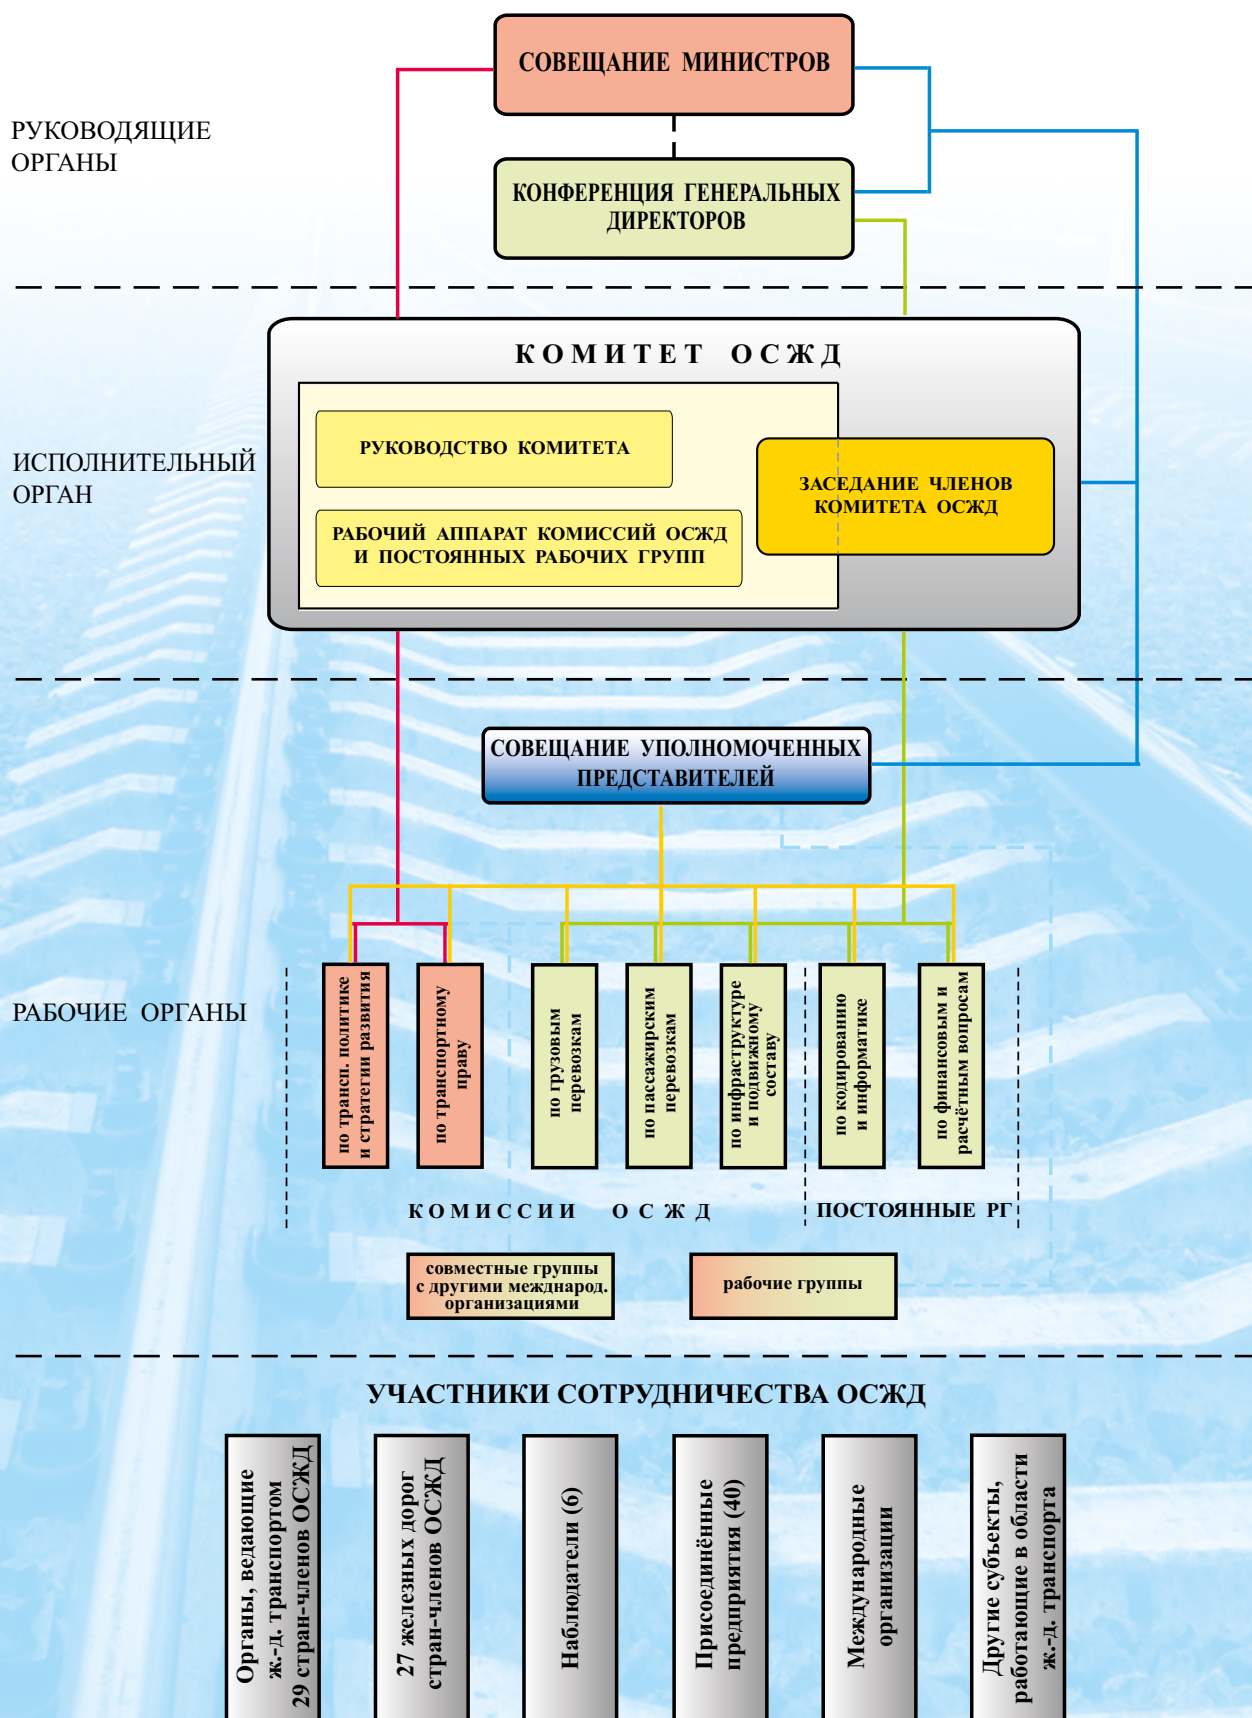 СОВЕЩАНИЕ МИНИСТРОВ
РУКОВОДЯЩИЕ
ОРГАНЫ
КОНФЕРЕНЦИЯ ГЕНЕРАЛЬНЫХ
ДИРЕКТОРОВ
КОМИТЕТ ОСЖД
РУКОВОДСТВО КОМИТЕТА
ИСПОЛНИТЕЛЬНЫЙ
ОРГАН
ЗАСЕДАНИЕ ЧЛЕНОВ
КОМИТЕТА ОСЖД
РАБОЧИЙ АППАРАТ КОМИССИЙ ОСЖД
И ПОСТОЯННЫХ РАБОЧИХ ГРУПП
СОВЕЩАНИЕ УПОЛНОМОЧЕННЫХ
ПРЕДСТАВИТЕЛЕЙ
РАБОЧИЕ ОРГАНЫ
по трансп. политике
и стратегии развития
по транспортному
праву
по грузовым
перевозкам
по пассажирским
перевозкам
по инфраструктуре
и подвижному
составу
по кодированию
и информатике
по финансовым и
расчётным вопросам
КОМИССИИ ОСЖД
ПОСТОЯННЫЕ РГ
совместные группы
с другими междунaрод.
организациями
рабочие группы
УЧАСТНИКИ СОТРУДНИЧЕСТВА ОСЖД
Органы, ведающие
ж.-д. транспортом
29 стран-членов ОСЖД
27 железных дорог
стран-членов ОСЖД
Наблюдатели (6)
Присоединённые
предприятия (40)
Международные
организации
Другие субъекты,
работающие в области
ж.-д. транспорта